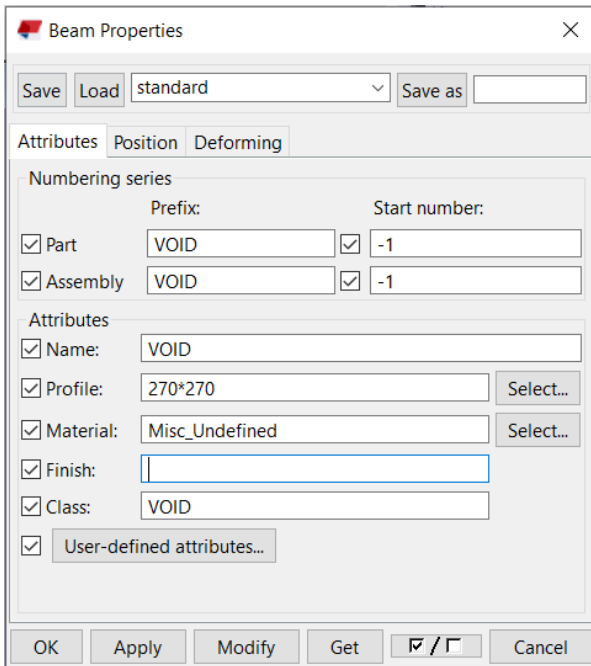 Beam Properties
Save Load standard Save as
Attributes Position Deforming
Numbering series
Prefix: Start number:
Part VOID -1
Assembly VOID -1
Attributes
Name: VOID
Profile: 270*270 Select...
Material: Misc_Undefined Select...
Finish:
Class: VOID
User-defined attributes...
OK Apply Modify Get / Cancel